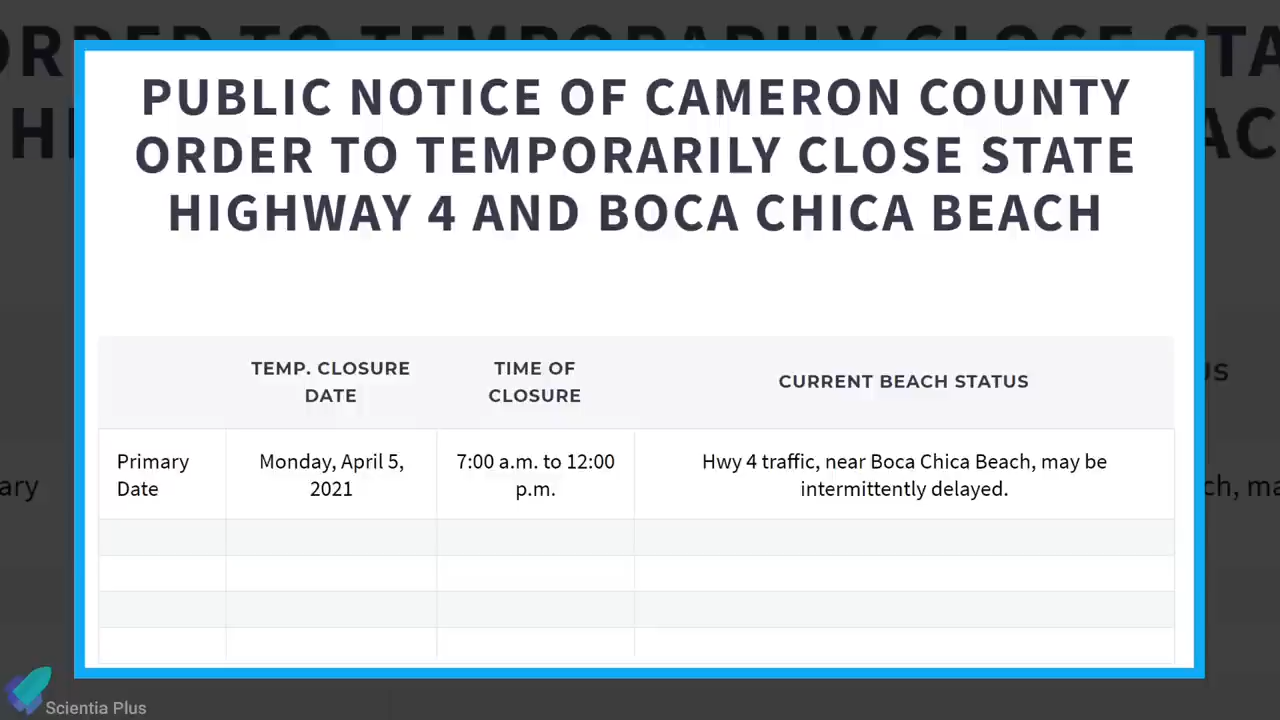 PUBLIC NOTICE OF CAMERON COUNTY
ORDER TO TEMPORARILY CLOSE STATE
HIGHWAY 4 AND BOCA CHICA BEACH
TEMP. CLOSURE
DATE
TIME OF
CLOSURE
CURRENT BEACH STATUS
Primary
Date
Monday, April 5,
2021
7:00 a.m. to 12:00
p.m.
Hwy 4 traffic, near Boca Chica Beach, may be
intermittently delayed.
Scientia Plus